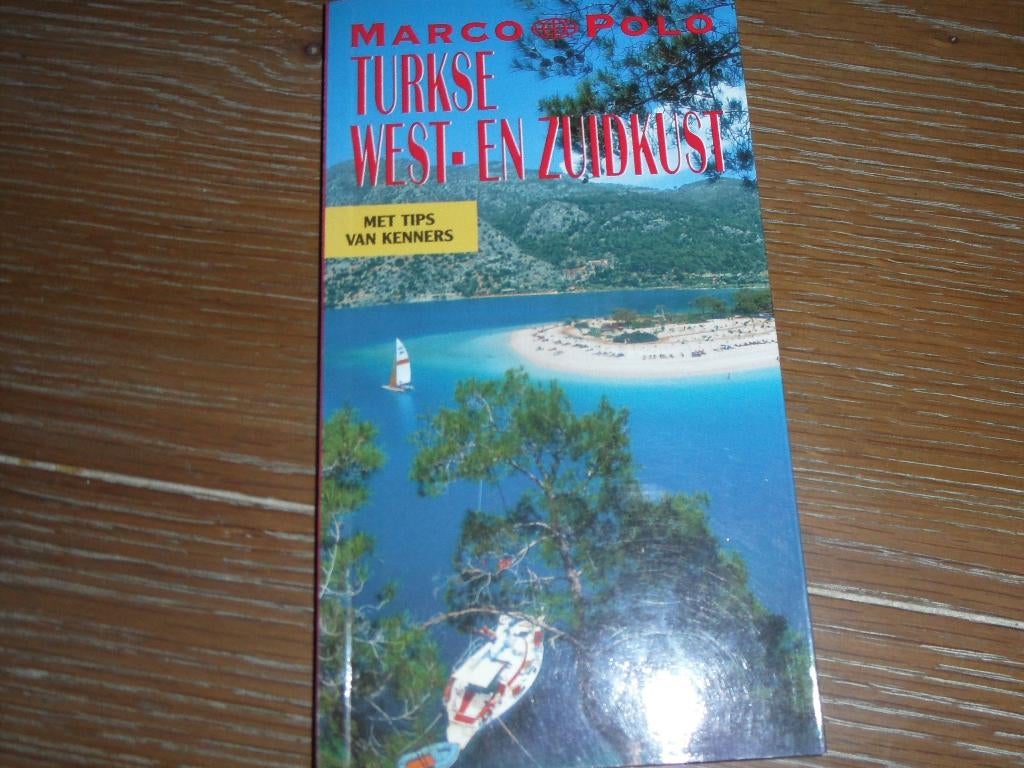 MARCO POLO
TURKSE
WEST- EN ZUIDKUST
MET TIPS
VAN KENNERS